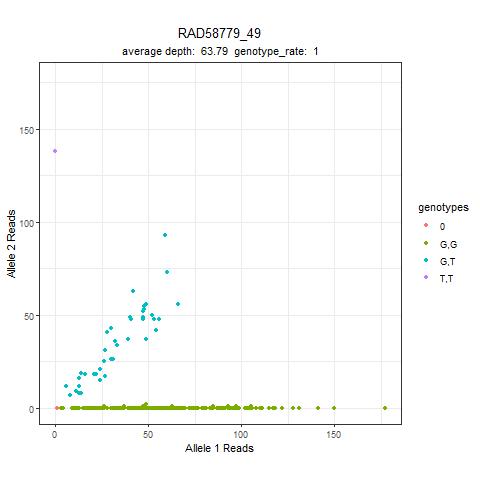 RAD58779_49
average depth: 63.79 genotype_rate: 1
Allele 2 Reads
150
100
50
0
0
50
100
150
Allele 1 Reads
genotypes
0
G,G
G,T
T,T